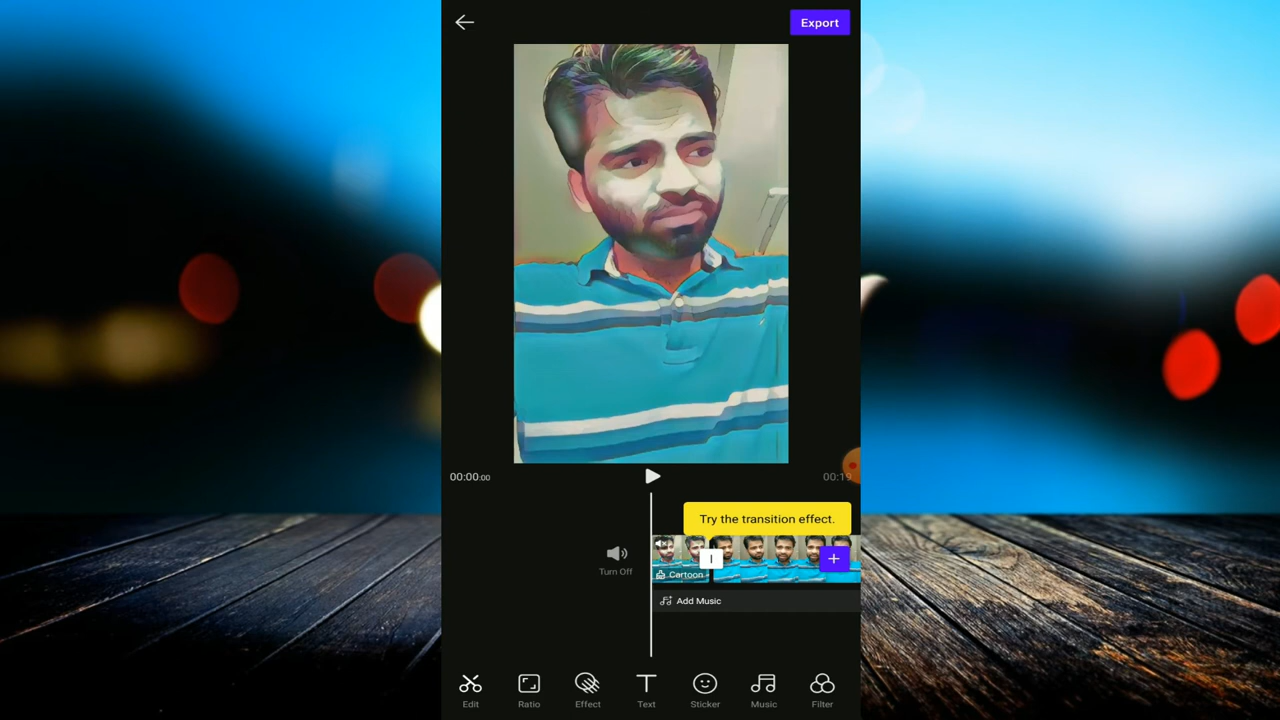 Export
00:00:00
00:19
Try the transition effect.
Turn Off
Cartoon
Add Music
Edit
Ratio
Effect
Text
Sticker
Music
Filter